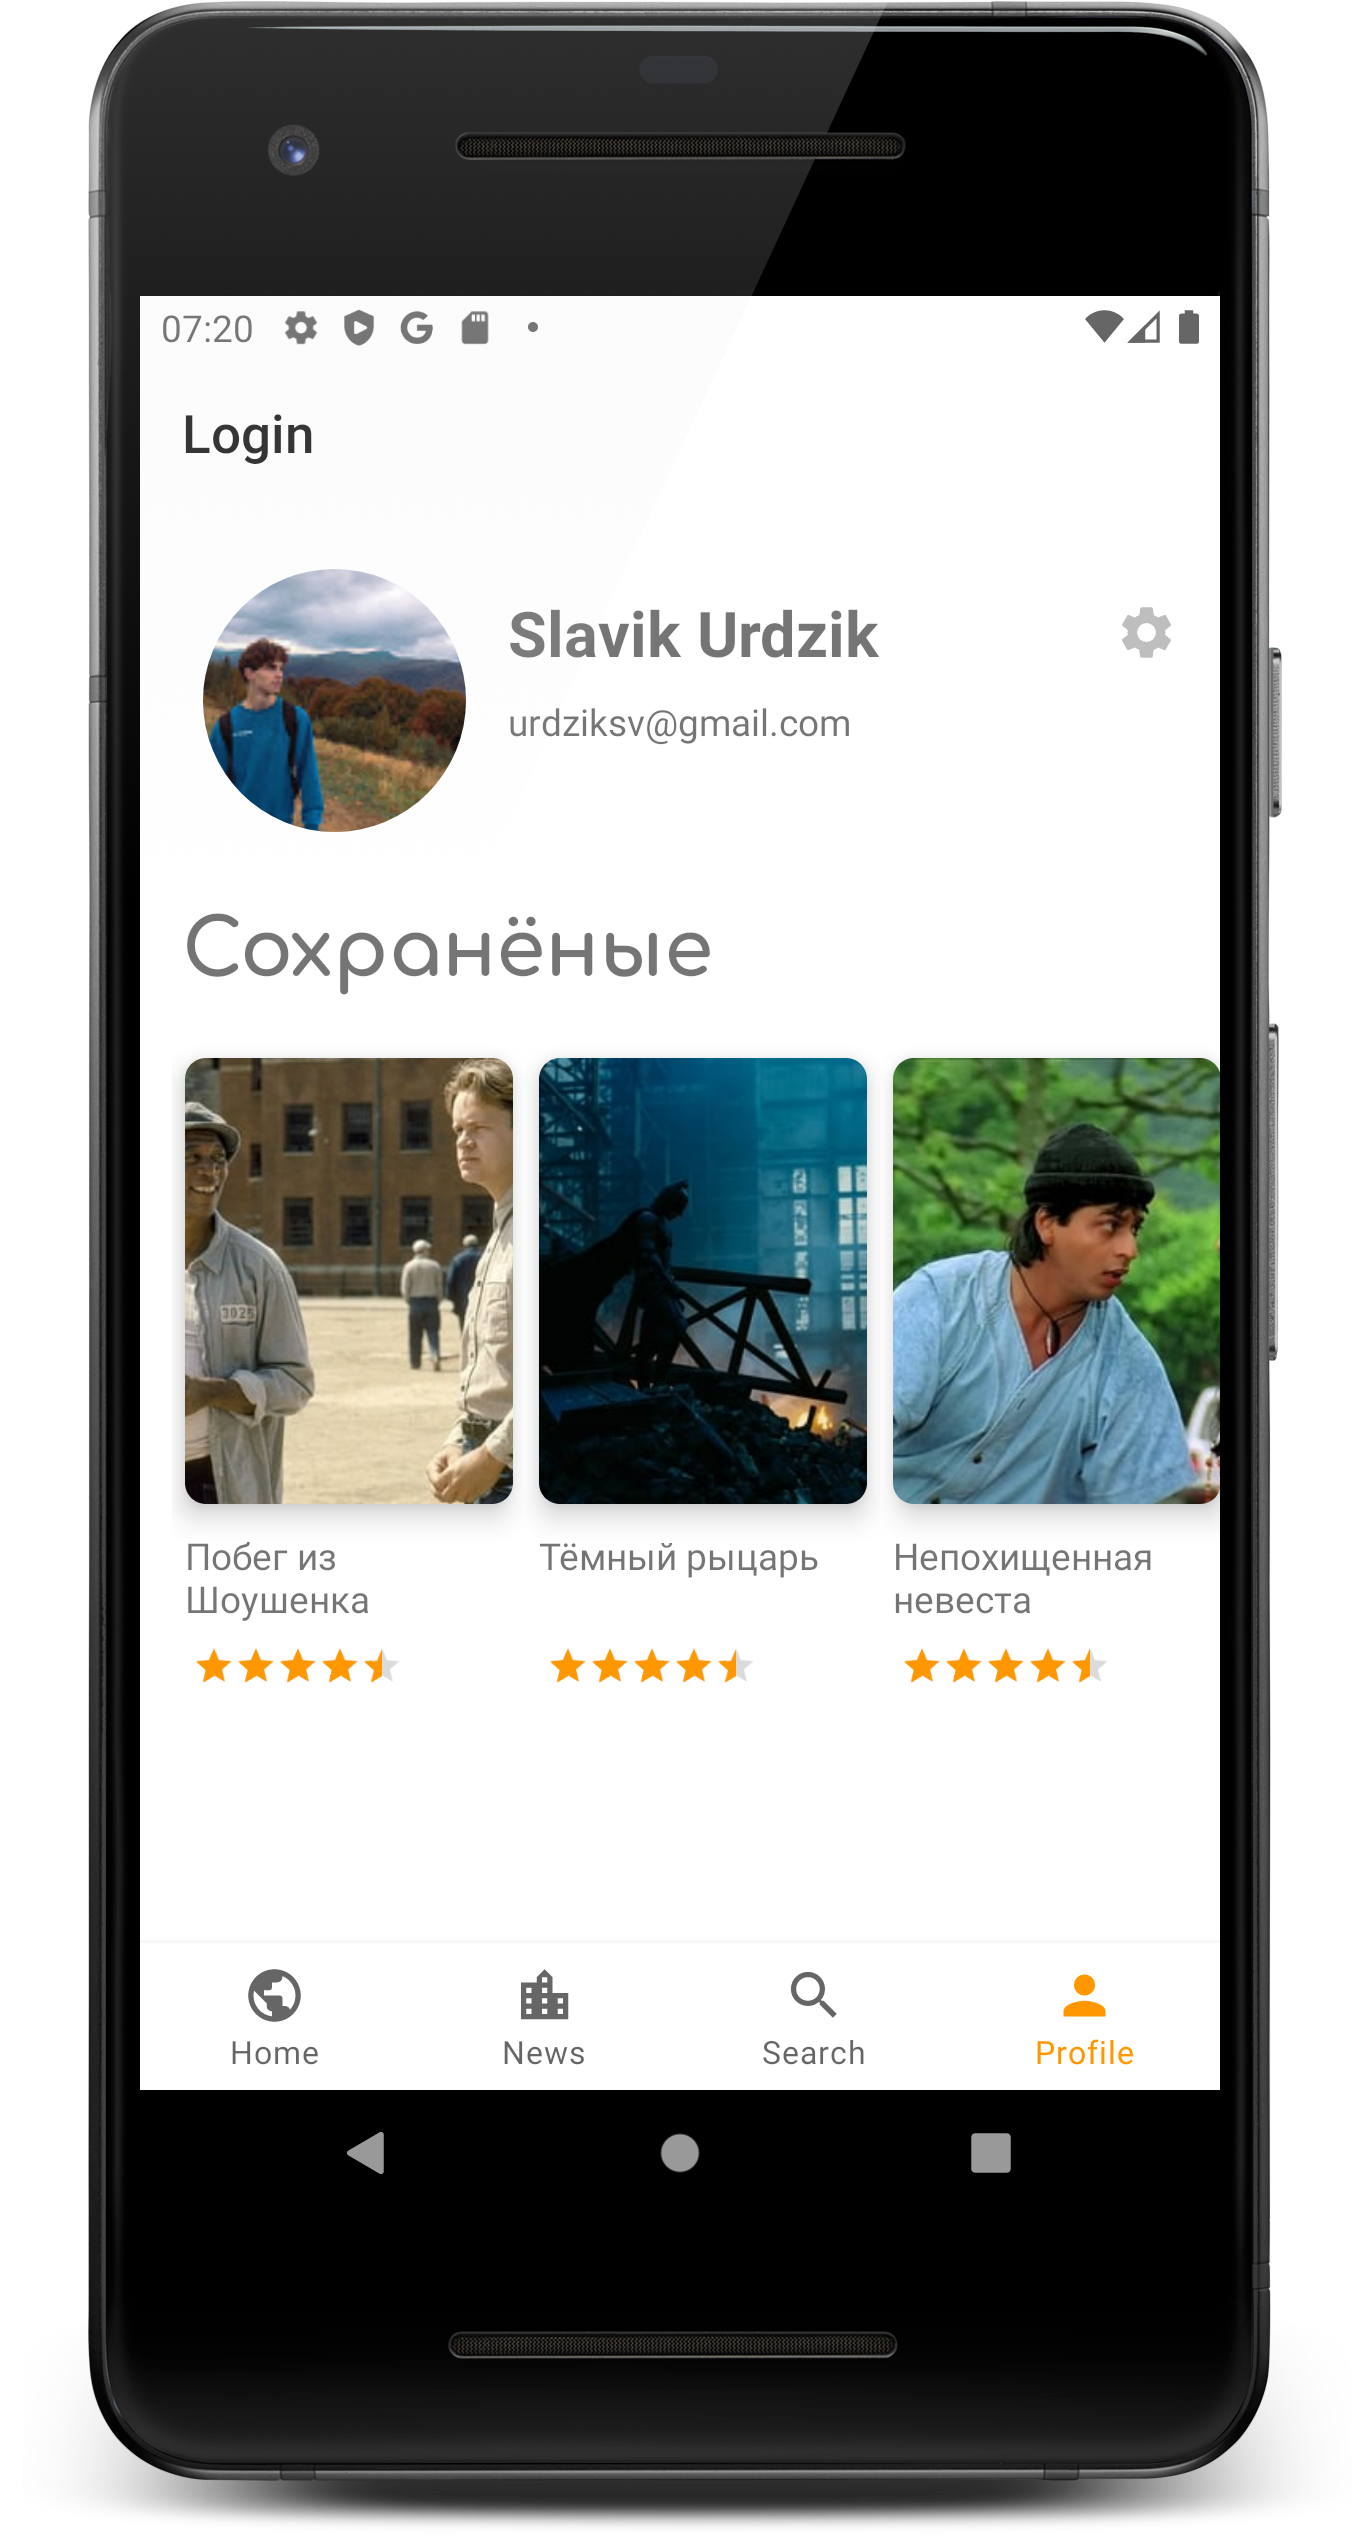 07:20
Login
Slavik Urdzik
urdziksv@gmail.com
Сохранёные
3025
Побег из
Шоушенка
Тёмный рыцарь
Непохищенная
невеста
Home
News
Search
Profile